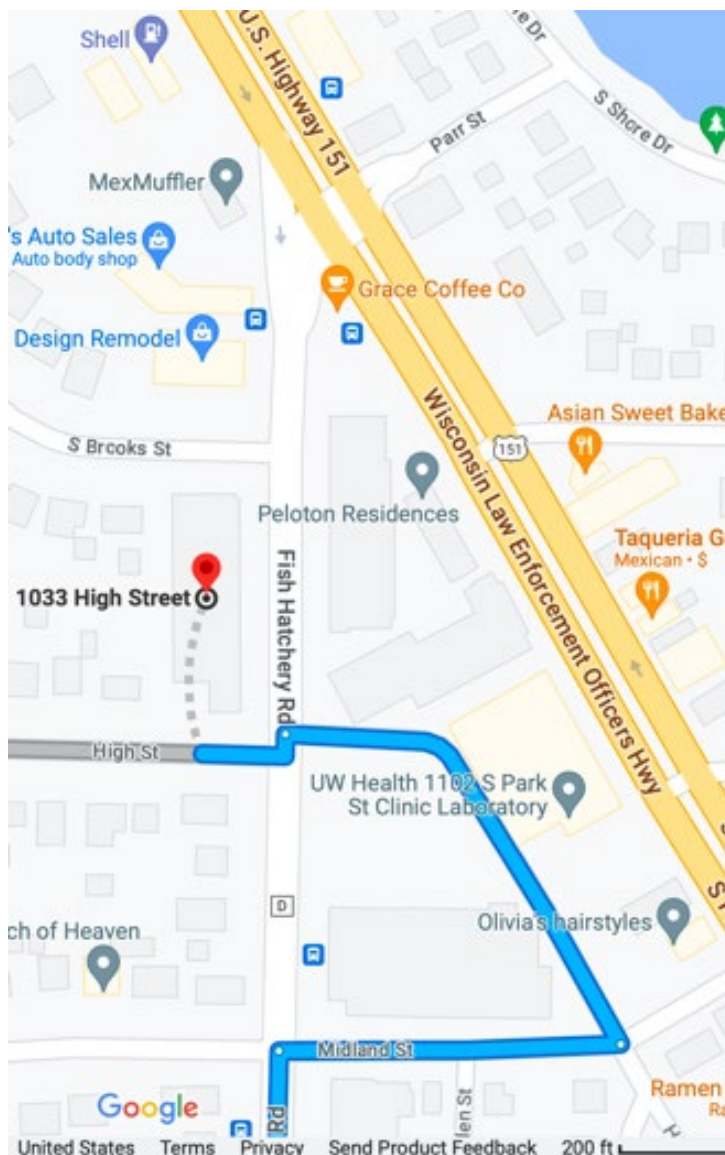 Shell
U.S. Highway 151
Dr
S Shore Dr
Parr St
MexMuffler
's Auto Sales
Auto body shop
Grace Coffee Co
Design Remodel
S Brooks St
Asian Sweet Bake
151
Wisconsin Law Enforcement Officers Hwy
Peloton Residences
Taqueria G
Mexican • $
Fish Hatchery Rd
1033 High Street
High St
UW Health 1102 S Park
St Clinic Laboratory
D
ch of Heaven
Olivia's hairstyles
Midland St
Rd
len St
Ramen
Google
United States Terms Privacy Send Product Feedback 200 ft